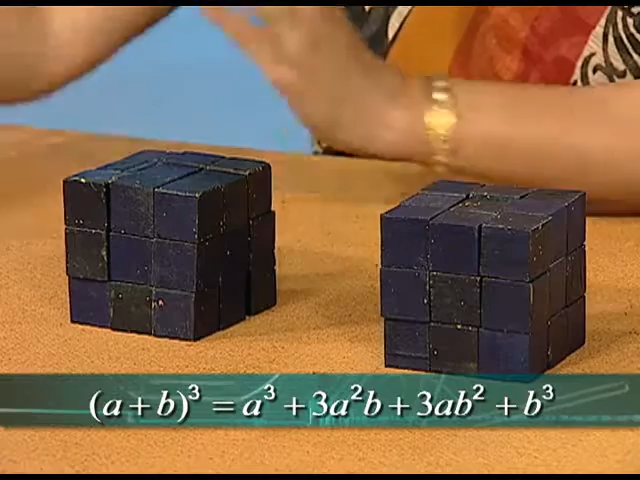 (a+b)³ = a³ + 3a²b + 3ab² + b³